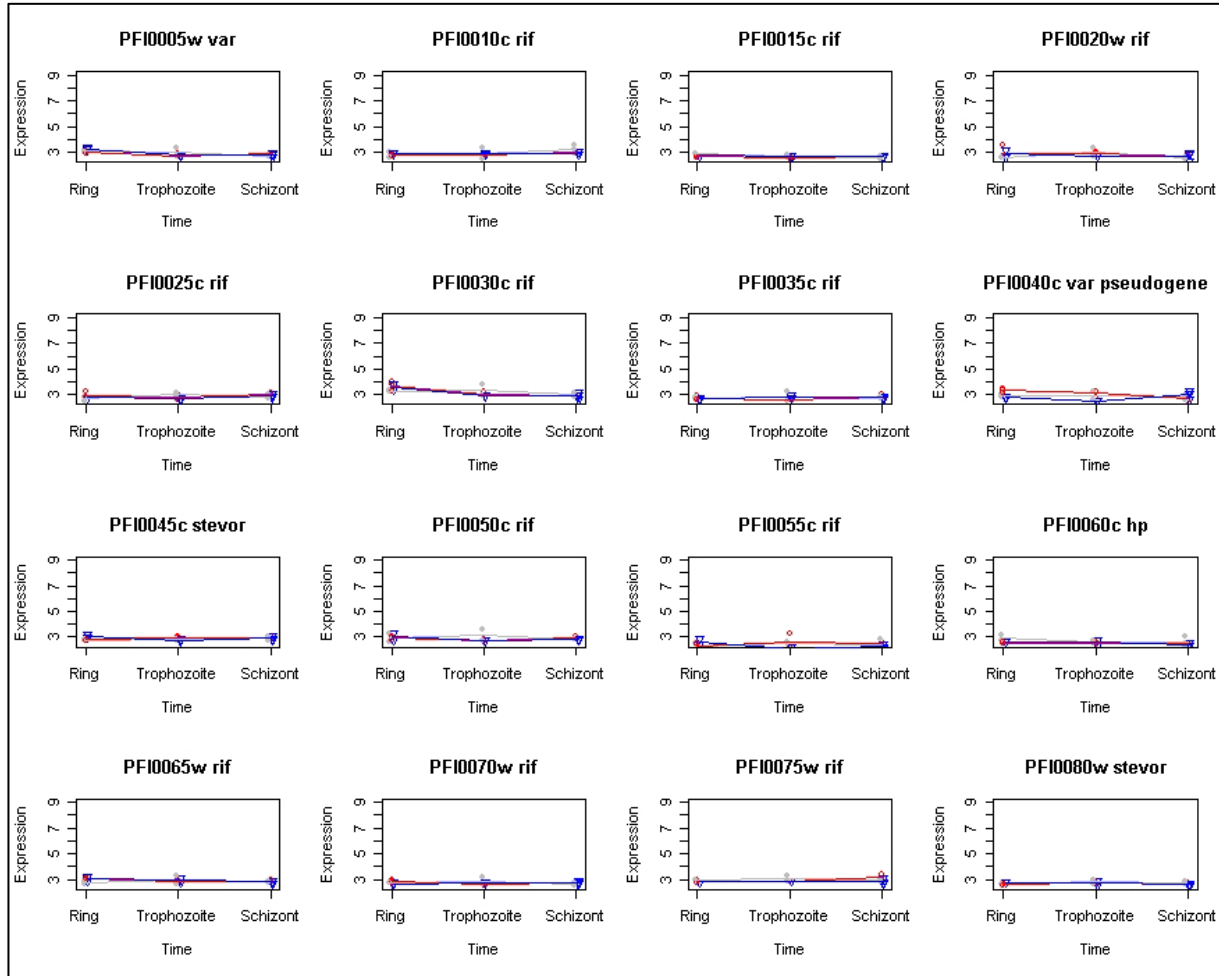 PFI0005w var PFI0010c rif PFI0015c rif PFI0020w rif
Expression 3 5 7 9 Expression 3 5 7 9 Expression 3 5 7 9 Expression 3 5 7 9
Ring Trophozoite Schizont Ring Trophozoite Schizont Ring Trophozoite Schizont Ring Trophozoite Schizont
Time Time Time Time
PFI0025c rif PFI0030c rif PFI0035c rif PFI0040c var pseudogene
Expression 3 5 7 9 Expression 3 5 7 9 Expression 3 5 7 9 Expression 3 5 7 9
Ring Trophozoite Schizont Ring Trophozoite Schizont Ring Trophozoite Schizont Ring Trophozoite Schizont
Time Time Time Time
PFI0045c stevor PFI0050c rif PFI0055c rif PFI0060c hp
Expression 3 5 7 9 Expression 3 5 7 9 Expression 3 5 7 9 Expression 3 5 7 9
Ring Trophozoite Schizont Ring Trophozoite Schizont Ring Trophozoite Schizont Ring Trophozoite Schizont
Time Time Time Time
PFI0065w rif PFI0070w rif PFI0075w rif PFI0080w stevor
Expression 3 5 7 9 Expression 3 5 7 9 Expression 3 5 7 9 Expression 3 5 7 9
Ring Trophozoite Schizont Ring Trophozoite Schizont Ring Trophozoite Schizont Ring Trophozoite Schizont
Time Time Time Time